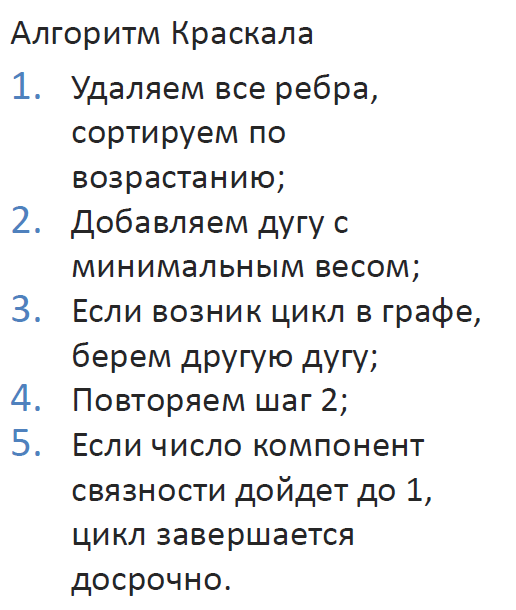 Алгоритм Краскала
1. Удаляем все ребра,
сортируем по
возрастанию;
2. Добавляем дугу с
минимальным весом;
3. Если возник цикл в графе,
берем другую дугу;
4. Повторяем шаг 2;
5. Если число компонент
связности дойдет до 1,
цикл завершается
досрочно.